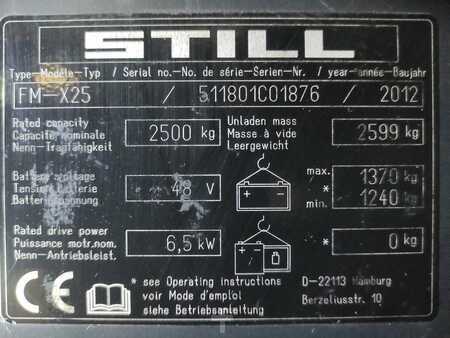 STILL
Type-Modèle-Typ / Serial no.-No. de série-Serien-Nr. / year-année-Baujahr
FM-X25 / 511801C01876 / 2012
Rated capacity
Capacité nominale
Nenn-Tragfähigkeit
2500 kg
Unladen mass
Masse à vide
Leergewicht
2599 kg
Battery voltage
Tension batterie
Batteriespannung
48 V
max. 1370 kg
*
min. 1240 kg
Rated drive power
Puissance motr.nom.
Nenn-Antriebsleist.
6,5 kW
* 0 kg
CE
* see Operating instructions
voir Mode d'emploi
siehe Betriebsanleitung
D-22113 Hamburg
Berzeliusstr. 10